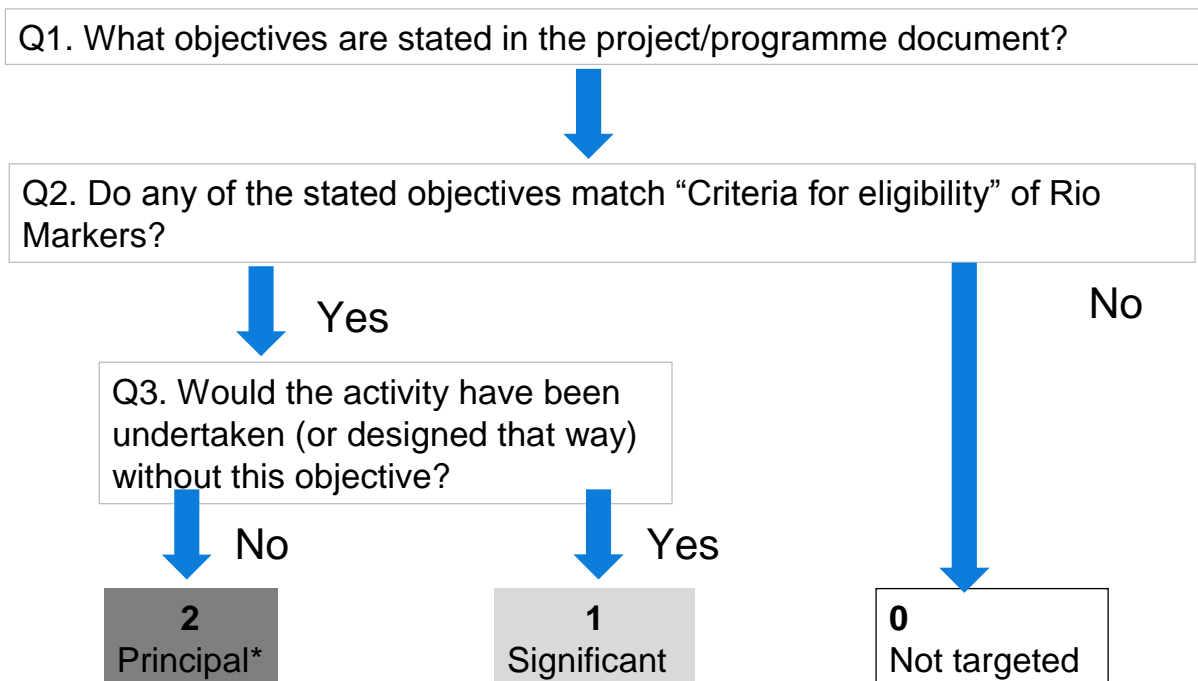 Q1. What objectives are stated in the project/programme document?
Q2. Do any of the stated objectives match “Criteria for eligibility” of Rio
Markers?
Yes
No
Q3. Would the activity have been
undertaken (or designed that way)
without this objective?
No
Yes
2
Principal*
1
Significant
0
Not targeted